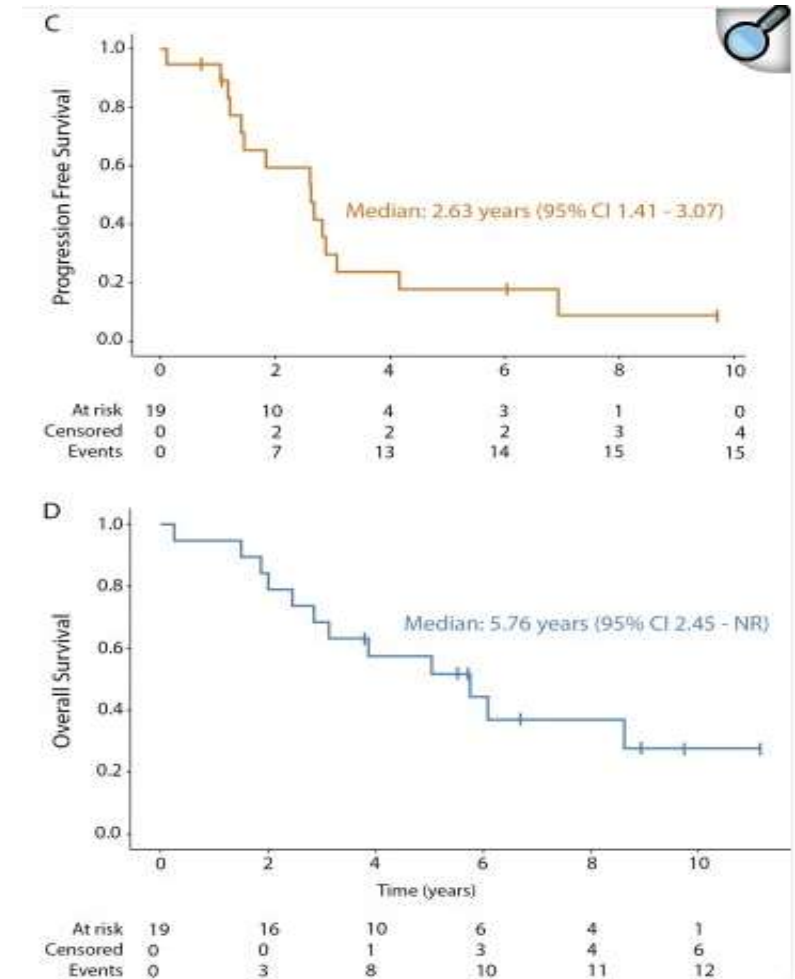 C
Progression Free Survival
1.0
0.8
0.6
0.4
0.2
0.0
Median: 2.63 years (95% CI 1.41 - 3.07)
0 2 4 6 8 10
At risk 19 10 4 3 1 0
Censored 0 2 2 2 3 4
Events 0 7 13 14 15 15
D
Overall Survival
1.0
0.8
0.6
0.4
0.2
0.0
Median: 5.76 years (95% CI 2.45 - NR)
0 2 4 6 8 10
Time (years)
At risk 19 16 10 6 4 1
Censored 0 0 1 3 4 6
Events 0 3 8 10 11 12